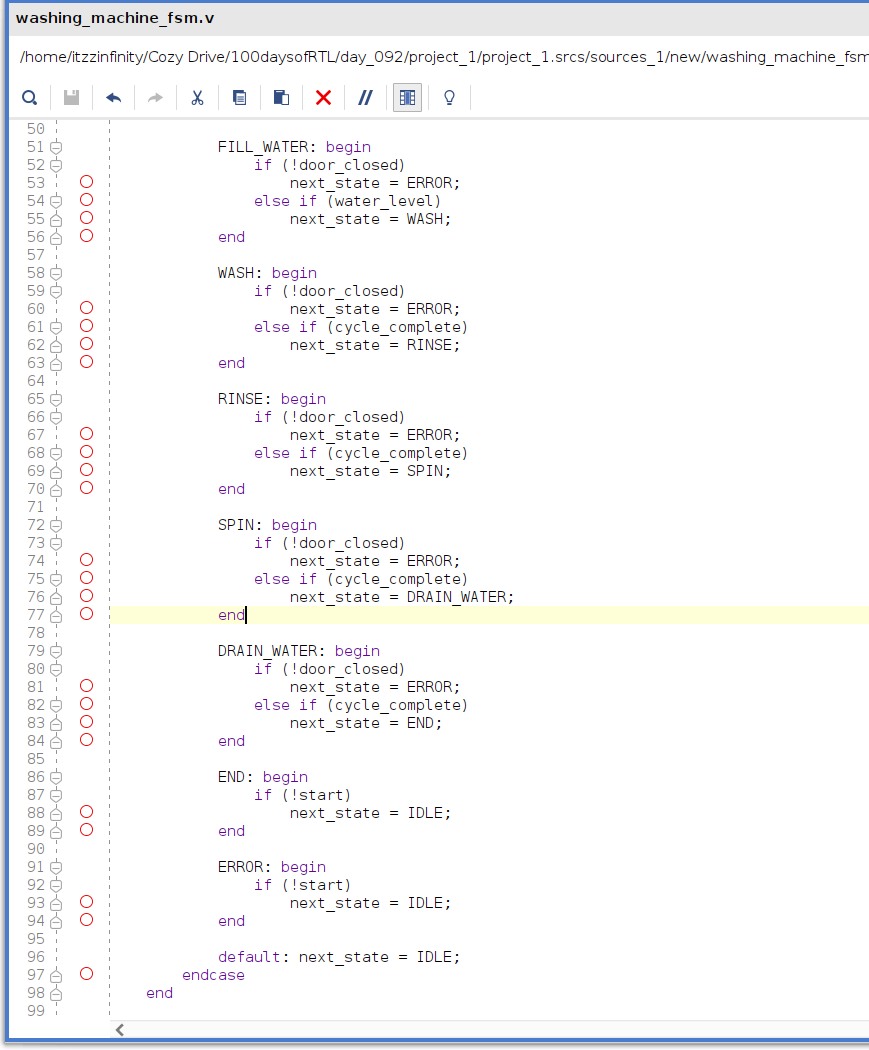 washing_machine_fsm.v
/home/itzzinfinity/Cozy Drive/100daysofRTL/day_092/project_1/project_1.srcs/sources_1/new/washing_machine_fsm
50
51 FILL_WATER: begin
52 if (!door_closed)
53 next_state = ERROR;
54 else if (water_level)
55 next_state = WASH;
56 end
57
58 WASH: begin
59 if (!door_closed)
60 next_state = ERROR;
61 else if (cycle_complete)
62 next_state = RINSE;
63 end
64
65 RINSE: begin
66 if (!door_closed)
67 next_state = ERROR;
68 else if (cycle_complete)
69 next_state = SPIN;
70 end
71
72 SPIN: begin
73 if (!door_closed)
74 next_state = ERROR;
75 else if (cycle_complete)
76 next_state = DRAIN_WATER;
77 end
78
79 DRAIN_WATER: begin
80 if (!door_closed)
81 next_state = ERROR;
82 else if (cycle_complete)
83 next_state = END;
84 end
85
86 END: begin
87 if (!start)
88 next_state = IDLE;
89 end
90
91 ERROR: begin
92 if (!start)
93 next_state = IDLE;
94 end
95
96 default: next_state = IDLE;
97 endcase
98 end
99